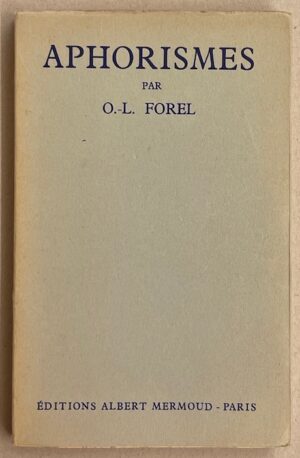 APHORISMES
PAR
O.-L. FOREL
ÉDITIONS ALBERT MERMOUD - PARIS